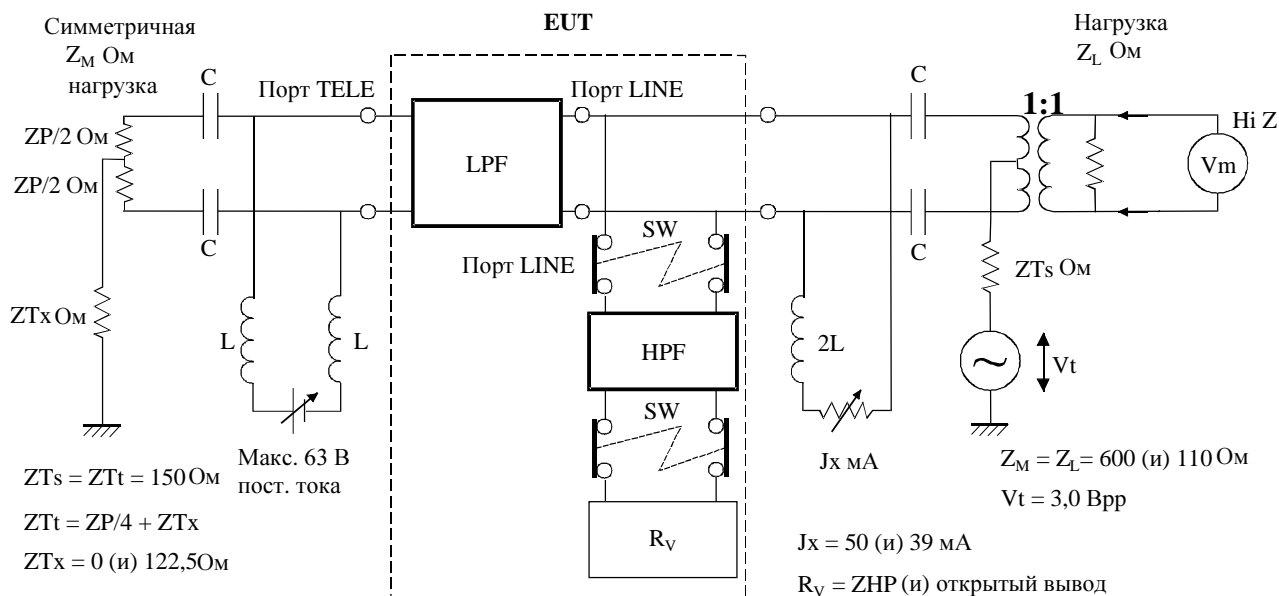 Симметричная
Z_M Ом
нагрузка
EUT
Нагрузка
Z_L Ом
C
Порт TELE
Порт LINE
C
1:1
Hi Z
ZP/2 Ом
ZP/2 Ом
LPF
Vm
C
SW
C
Порт LINE
ZTs Ом
ZTx Ом
L
L
HPF
2L
Vt
SW
Макс. 63 В
пост. тока
Jx мА
ZTs = ZTt = 150 Ом
ZTt = ZP/4 + ZTx
ZTx = 0 (и) 122,5 Ом
R_V
Z_M = Z_L = 600 (и) 110 Ом
Vt = 3,0 Bpp
Jx = 50 (и) 39 мА
R_V = ZHP (и) открытый вывод